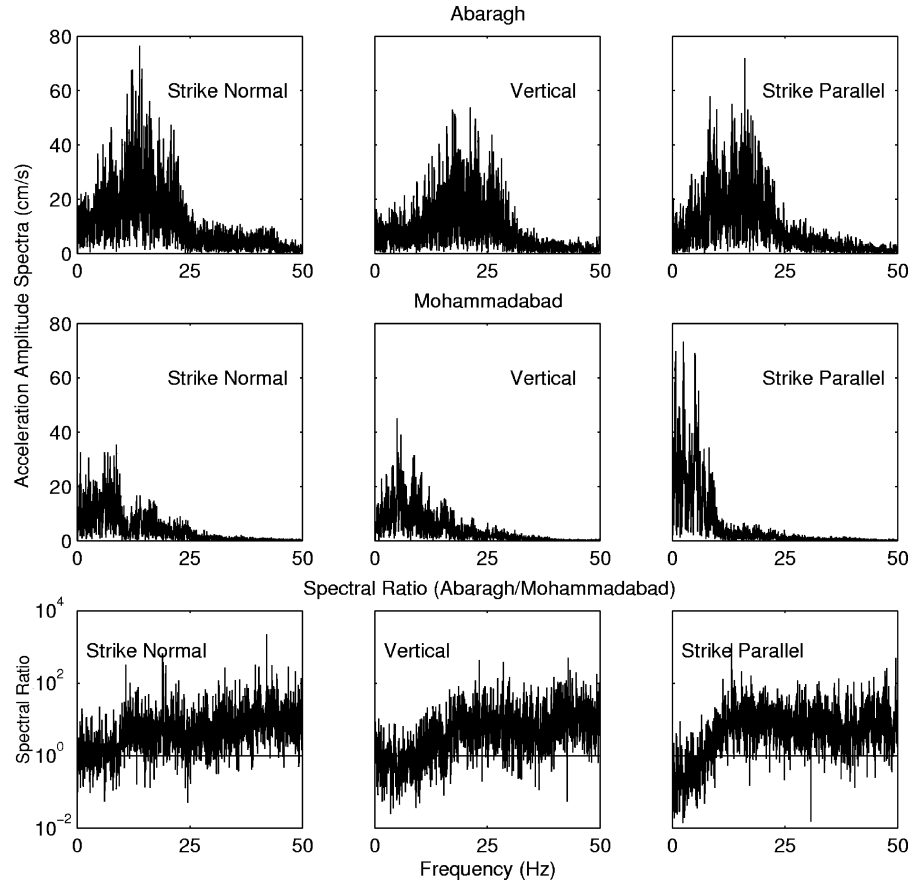 Abaragh
Acceleration Amplitude Spectra (cm/s)
80
60
40
20
0
Strike Normal
Vertical
Strike Parallel
0 25 50
0 25 50
0 25 50
Mohammadabad
80
60
40
20
0
Strike Normal
Vertical
Strike Parallel
0 25 50
0 25 50
0 25 50
Spectral Ratio (Abaragh/Mohammadabad)
Spectral Ratio
10^4
10^2
10^0
10^-2
Strike Normal
Vertical
Strike Parallel
0 25 50
0 25 50
0 25 50
Frequency (Hz)